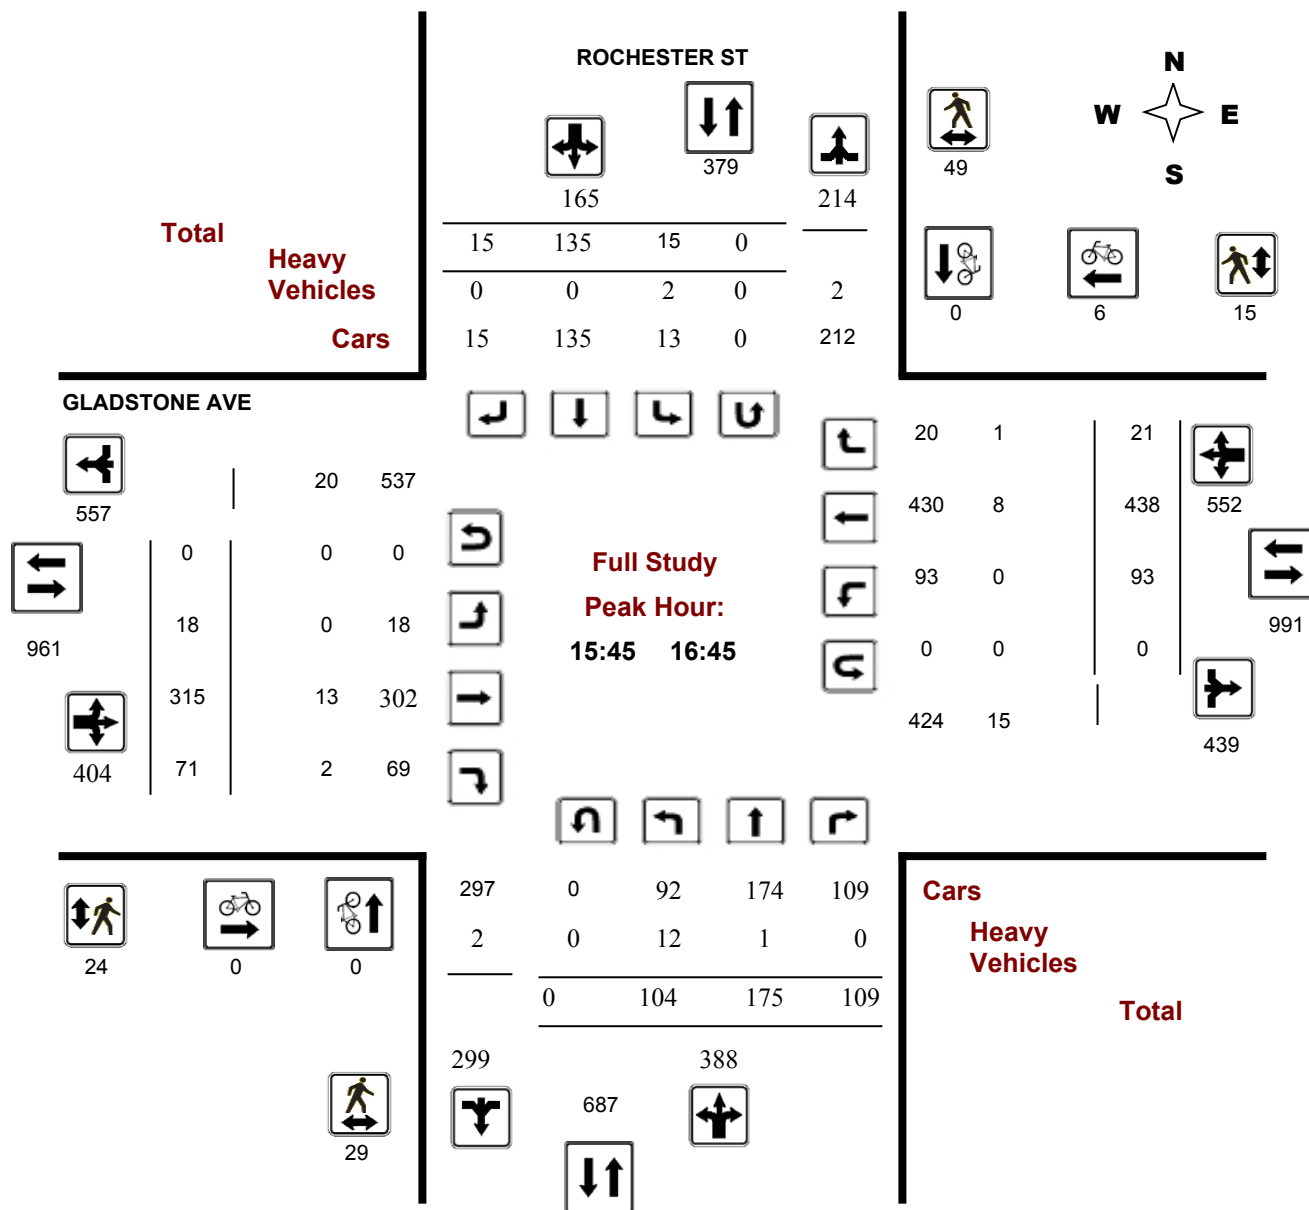 ROCHESTER ST
N
W E
S
379
165 214 49
Total 15 135 15 0
Heavy
Vehicles 0 0 2 0 2
0 6 15
Cars 15 135 13 0 212
GLADSTONE AVE
20 1 21
20 537
557 430 8 438 552
0 0 0
Full Study
93 0 93
Peak Hour:
18 0 18
961 15:45 16:45 0 0 0 991
315 13 302
424 15 439
404 71 2 69
297 0 92 174 109 Cars
2 0 12 1 0 Heavy
Vehicles
24 0 0
0 104 175 109 Total
299 388
687
29